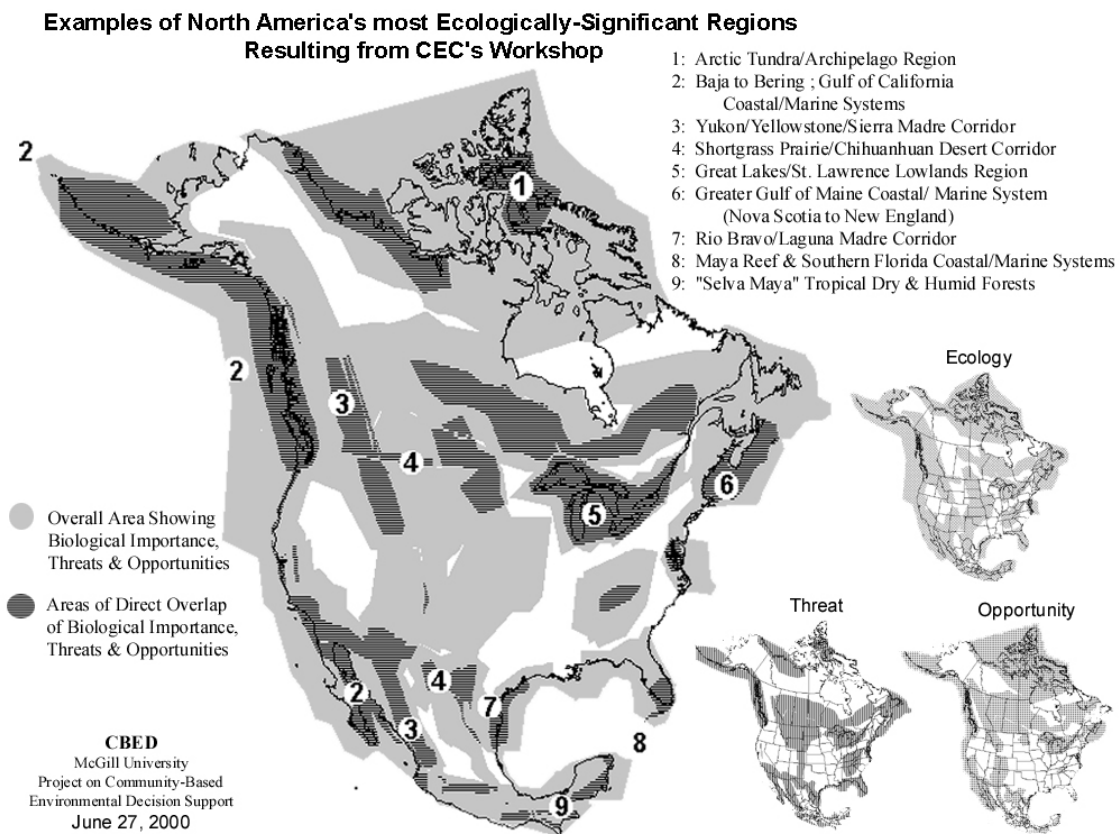 Examples of North America's most Ecologically-Significant Regions
Resulting from CEC's Workshop
1: Arctic Tundra/Archipelago Region
2: Baja to Bering ; Gulf of California
Coastal/Marine Systems
3: Yukon/Yellowstone/Sierra Madre Corridor
4: Shortgrass Prairie/Chihuanhuan Desert Corridor
5: Great Lakes/St. Lawrence Lowlands Region
6: Greater Gulf of Maine Coastal/ Marine System
(Nova Scotia to New England)
7: Rio Bravo/Laguna Madre Corridor
8: Maya Reef & Southern Florida Coastal/Marine Systems
9: "Selva Maya" Tropical Dry & Humid Forests
2
1
2
3
4
5
6
2
3
4
7
8
9
Overall Area Showing
Biological Importance,
Threats & Opportunities
Areas of Direct Overlap
of Biological Importance,
Threats & Opportunities
Ecology
Threat
Opportunity
CBED
McGill University
Project on Community-Based
Environmental Decision Support
June 27, 2000